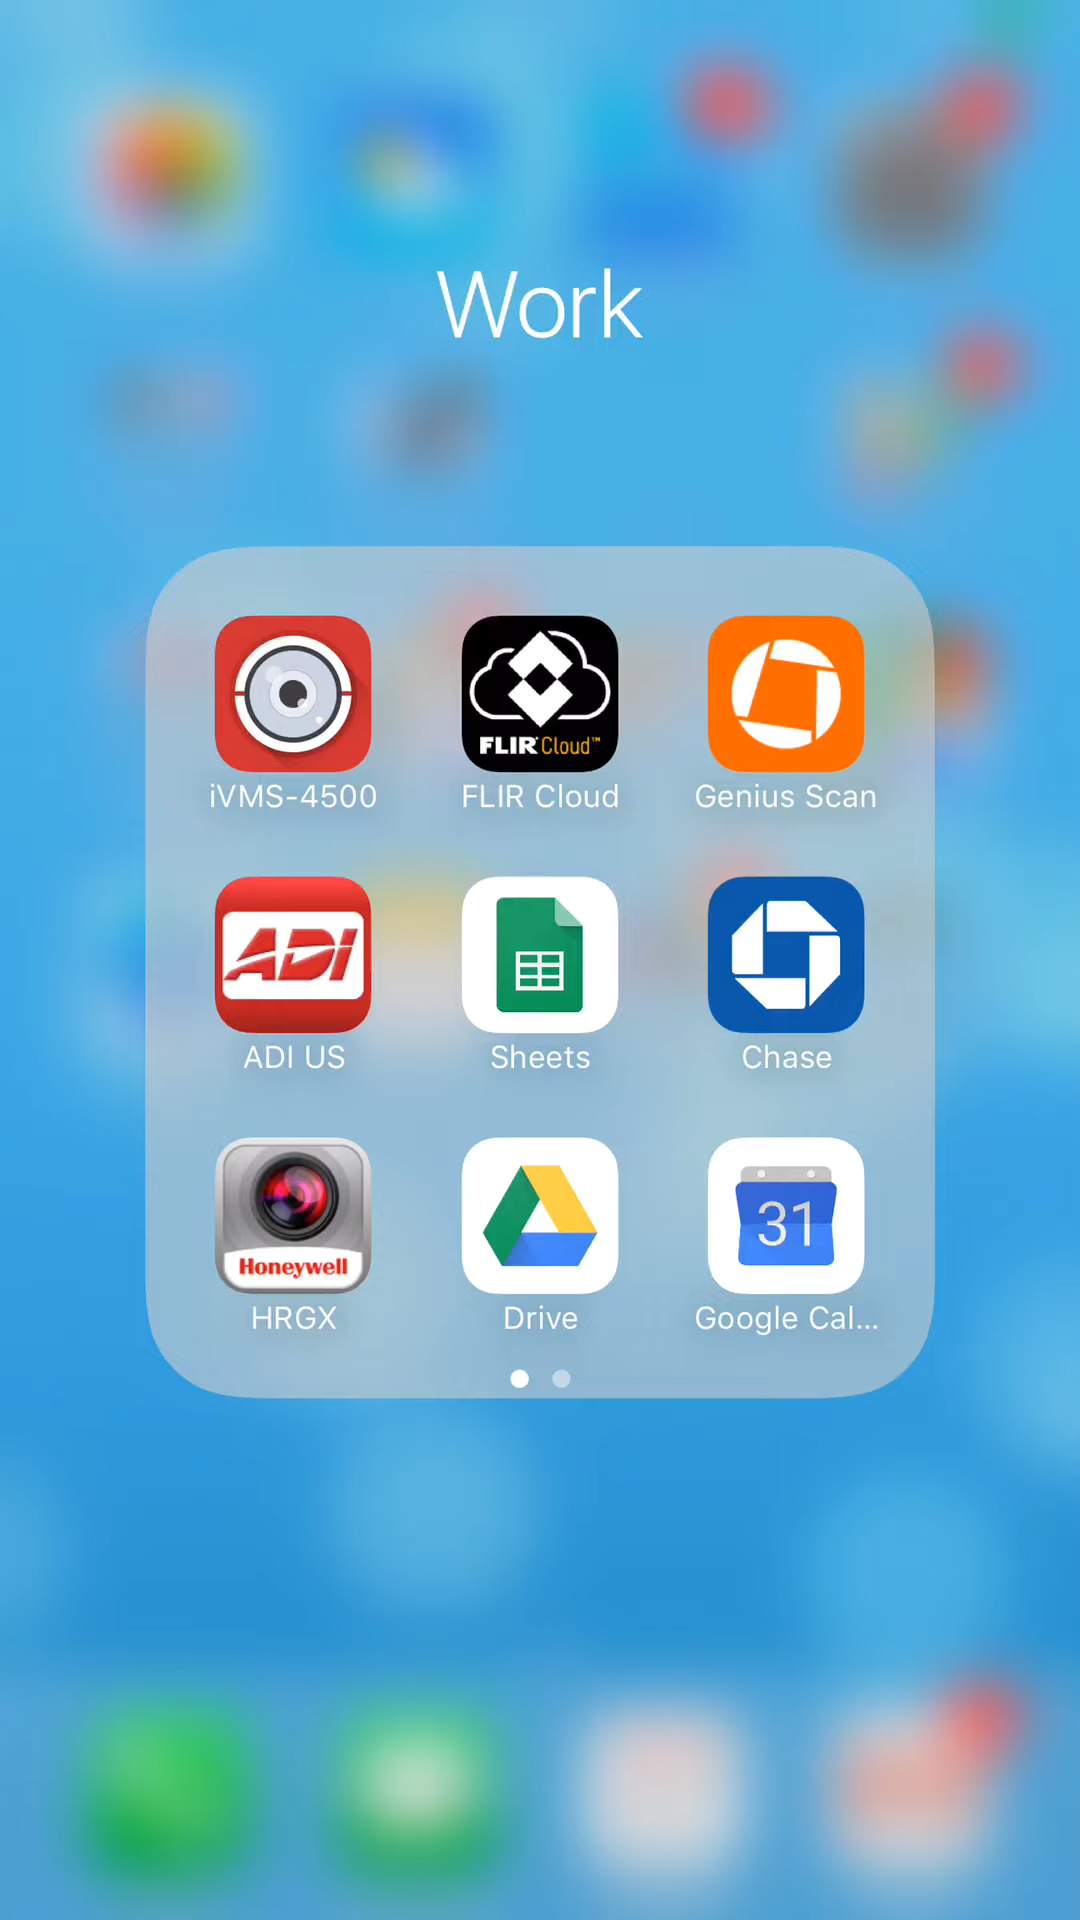 Work
FLIR Cloud™
iVMS-4500
FLIR Cloud
Genius Scan
ADI
ADI US
Sheets
Chase
31
Honeywell
HRGX
Drive
Google Cal...